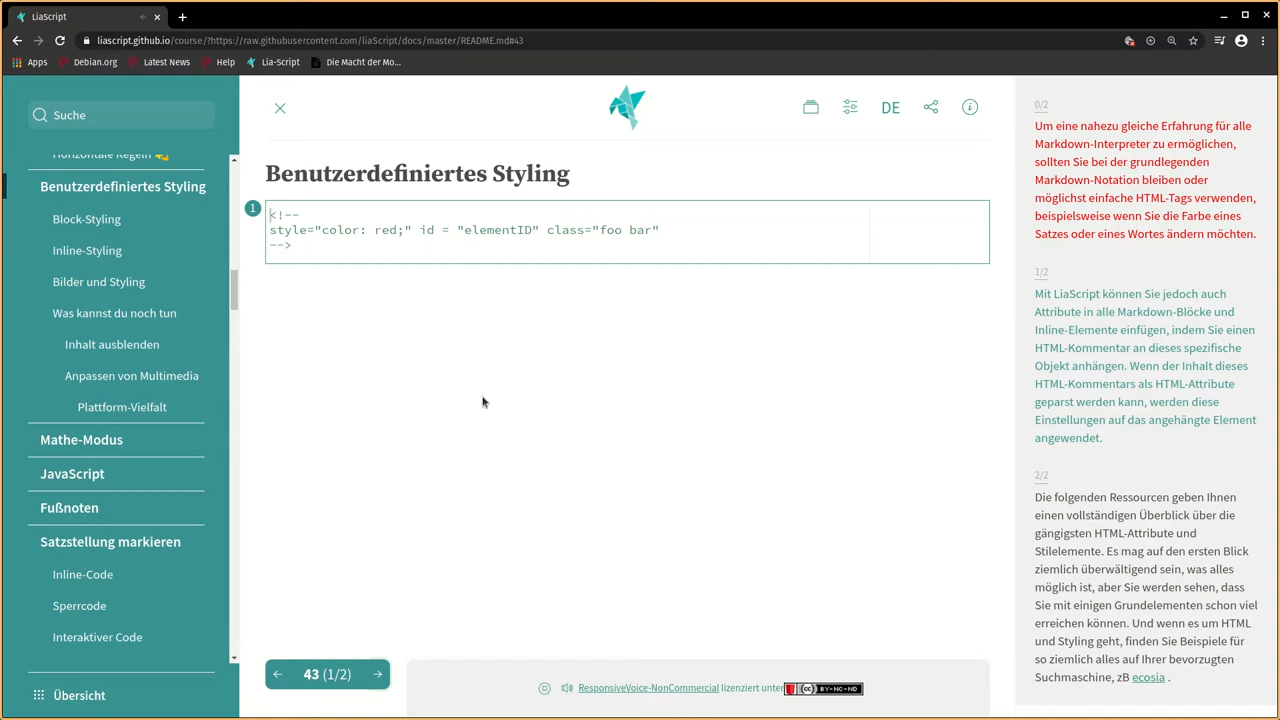 LiaScript
liascript.github.io/course/?https://raw.githubusercontent.com/liaScript/docs/master/README.md#43
Apps
Debian.org
Latest News
Help
Lia-Script
Die Macht der Mo...
Suche
Horizontale Regeln
Benutzerdefiniertes Styling
Block-Styling
Inline-Styling
Bilder und Styling
Was kannst du noch tun
Inhalt ausblenden
Anpassen von Multimedia
Plattform-Vielfalt
Mathe-Modus
JavaScript
Fußnoten
Satzstellung markieren
Inline-Code
Sperrcode
Interaktiver Code
Übersicht
DE
Benutzerdefiniertes Styling
1
<!--
style="color: red;" id = "elementID" class="foo bar"
-->
43 (1/2)
ResponsiveVoice-NonCommercial lizenziert unter
cc BY-NC-ND
0/2
Um eine nahezu gleiche Erfahrung für alle
Markdown-Interpreter zu ermöglichen,
sollten Sie bei der grundlegenden
Markdown-Notation bleiben oder
möglichst einfache HTML-Tags verwenden,
beispielsweise wenn Sie die Farbe eines
Satzes oder eines Wortes ändern möchten.
1/2
Mit LiaScript können Sie jedoch auch
Attribute in alle Markdown-Blöcke und
Inline-Elemente einfügen, indem Sie einen
HTML-Kommentar an dieses spezifische
Objekt anhängen. Wenn der Inhalt dieses
HTML-Kommentars als HTML-Attribute
geparst werden kann, werden diese
Einstellungen auf das angehängte Element
angewendet.
2/2
Die folgenden Ressourcen geben Ihnen
einen vollständigen Überblick über die
gängigsten HTML-Attribute und
Stilelemente. Es mag auf den ersten Blick
ziemlich überwältigend sein, was alles
möglich ist, aber Sie werden sehen, dass
Sie mit einigen Grundelementen schon viel
erreichen können. Und wenn es um HTML
und Styling geht, finden Sie Beispiele für
so ziemlich alles auf Ihrer bevorzugten
Suchmaschine, zB ecosia .